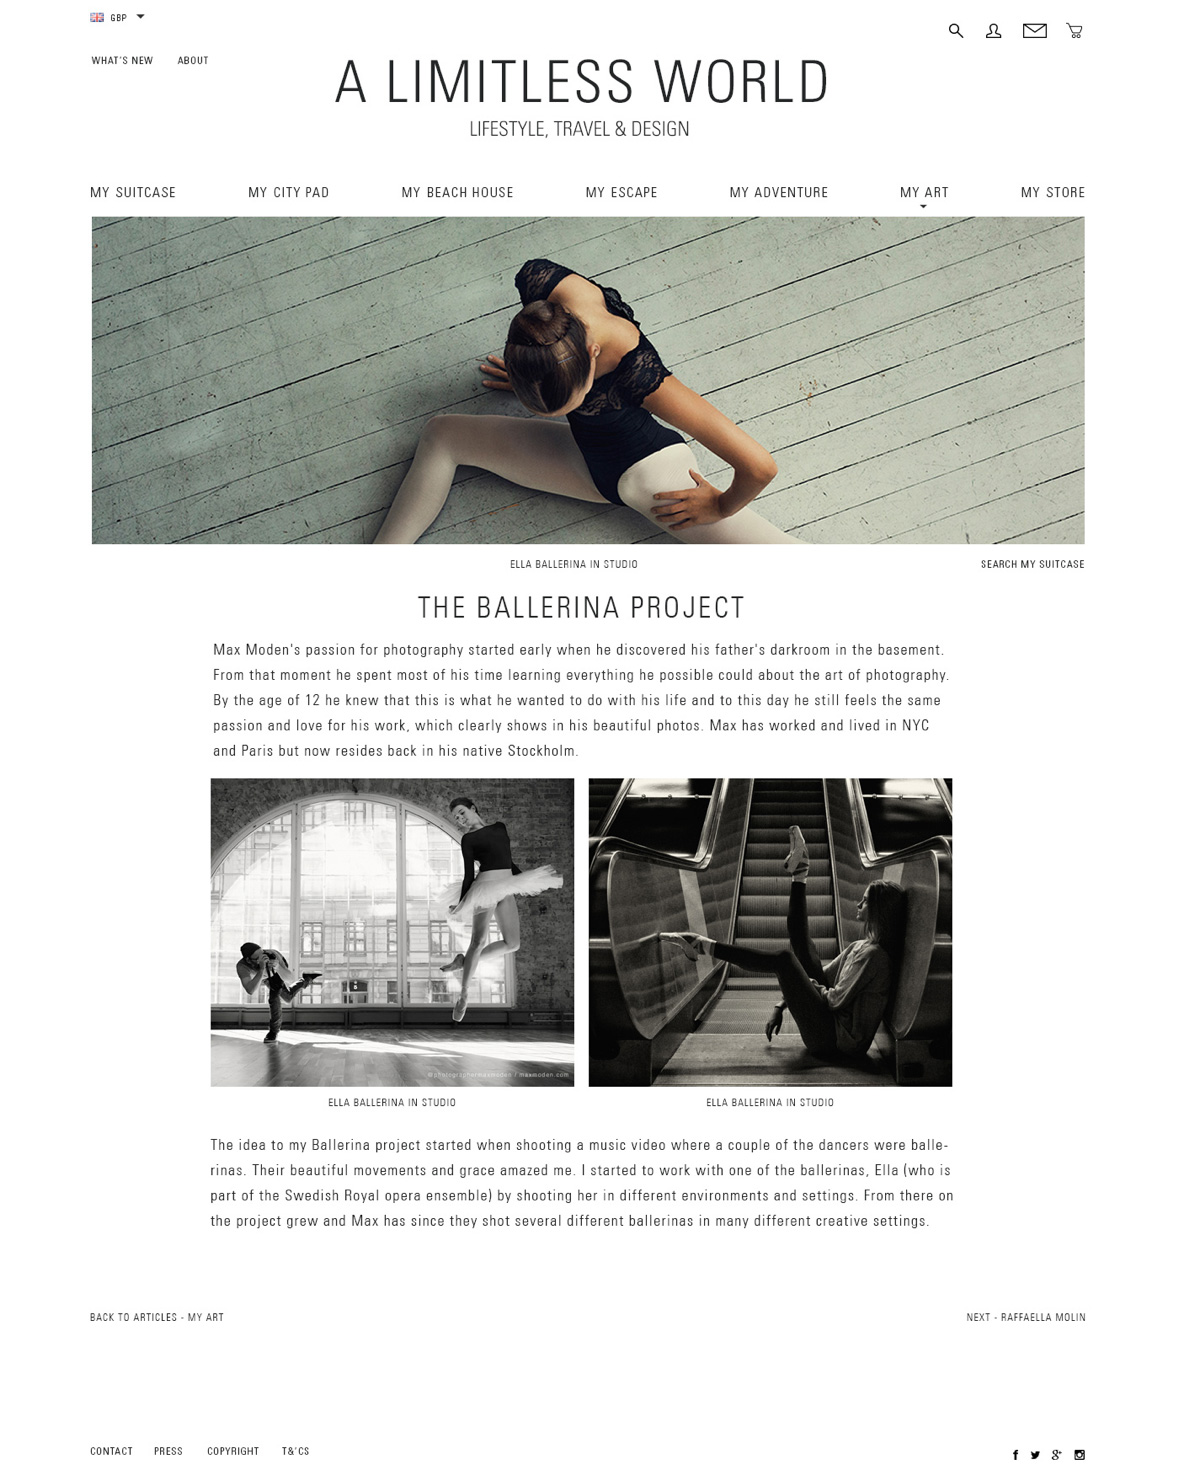 GBP
WHAT'S NEW ABOUT
A LIMITLESS WORLD
LIFESTYLE, TRAVEL & DESIGN
MY SUITCASE MY CITY PAD MY BEACH HOUSE MY ESCAPE MY ADVENTURE MY ART MY STORE
ELLA BALLERINA IN STUDIO SEARCH MY SUITCASE
THE BALLERINA PROJECT
Max Moden's passion for photography started early when he discovered his father's darkroom in the basement.
From that moment he spent most of his time learning everything he possible could about the art of photography.
By the age of 12 he knew that this is what he wanted to do with his life and to this day he still feels the same
passion and love for his work, which clearly shows in his beautiful photos. Max has worked and lived in NYC
and Paris but now resides back in his native Stockholm.
©photographermaxmoden / maxmoden.com
ELLA BALLERINA IN STUDIO ELLA BALLERINA IN STUDIO
The idea to my Ballerina project started when shooting a music video where a couple of the dancers were balle-
rinas. Their beautiful movements and grace amazed me. I started to work with one of the ballerinas, Ella (who is
part of the Swedish Royal opera ensemble) by shooting her in different environments and settings. From there on
the project grew and Max has since they shot several different ballerinas in many different creative settings.
BACK TO ARTICLES - MY ART NEXT - RAFFAELLA MOLIN
CONTACT PRESS COPYRIGHT T&'CS